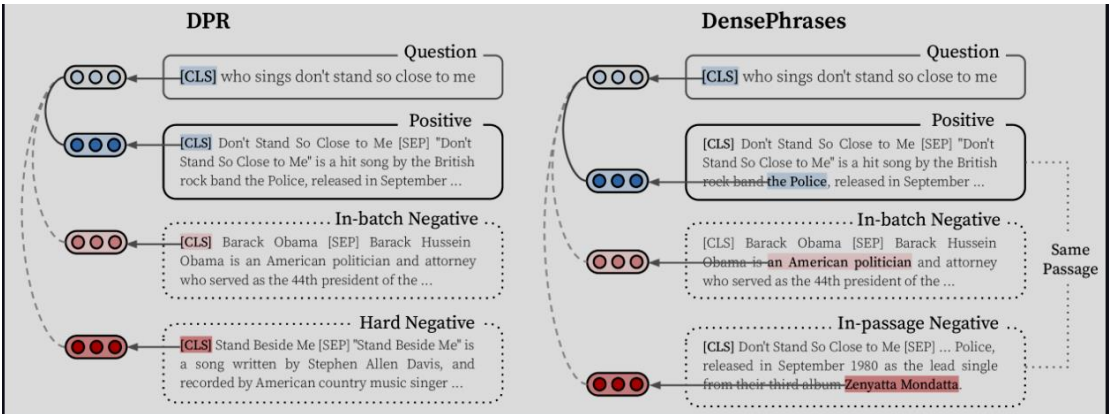 DPR
Question
[CLS] who sings don't stand so close to me
Positive
[CLS] Don't Stand So Close to Me [SEP] "Don't
Stand So Close to Me" is a hit song by the British
rock band the Police, released in September ...
In-batch Negative
[CLS] Barack Obama [SEP] Barack Hussein
Obama is an American politician and attorney
who served as the 44th president of the ...
Hard Negative
[CLS] Stand Beside Me [SEP] "Stand Beside Me" is
a song written by Stephen Allen Davis, and
recorded by American country music singer ...
DensePhrases
Question
[CLS] who sings don't stand so close to me
Positive
[CLS] Don't Stand So Close to Me [SEP] "Don't
Stand So Close to Me" is a hit song by the British
rock band the Police, released in September ...
In-batch Negative
[CLS] Barack Obama [SEP] Barack Hussein
Obama is an American politician and attorney
who served as the 44th president of the ...
In-passage Negative
[CLS] Don't Stand So Close To Me [SEP] ... Police,
released in September 1980 as the lead single
from their third album Zenyatta Mondatta.
Same
Passage